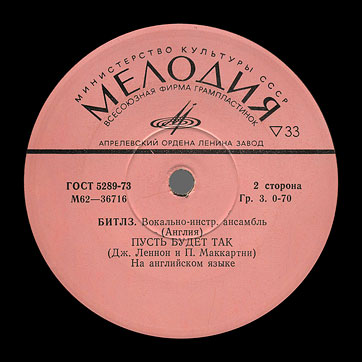 МИНИСТЕРСТВО КУЛЬТУРЫ СССР
МЕЛОДИЯ
ВСЕСОЮЗНАЯ ФИРМА ГРАМПЛАСТИНОК
▽33
АПРЕЛЕВСКИЙ ОРДЕНА ЛЕНИНА ЗАВОД
ГОСТ 5289-73 2 сторона
М62—36716 Гр. 3. 0-70
БИТЛЗ. Вокально-инстр. ансамбль
(Англия)
ПУСТЬ БУДЕТ ТАК
(Дж. Леннон и П. Маккартни)
На английском языке